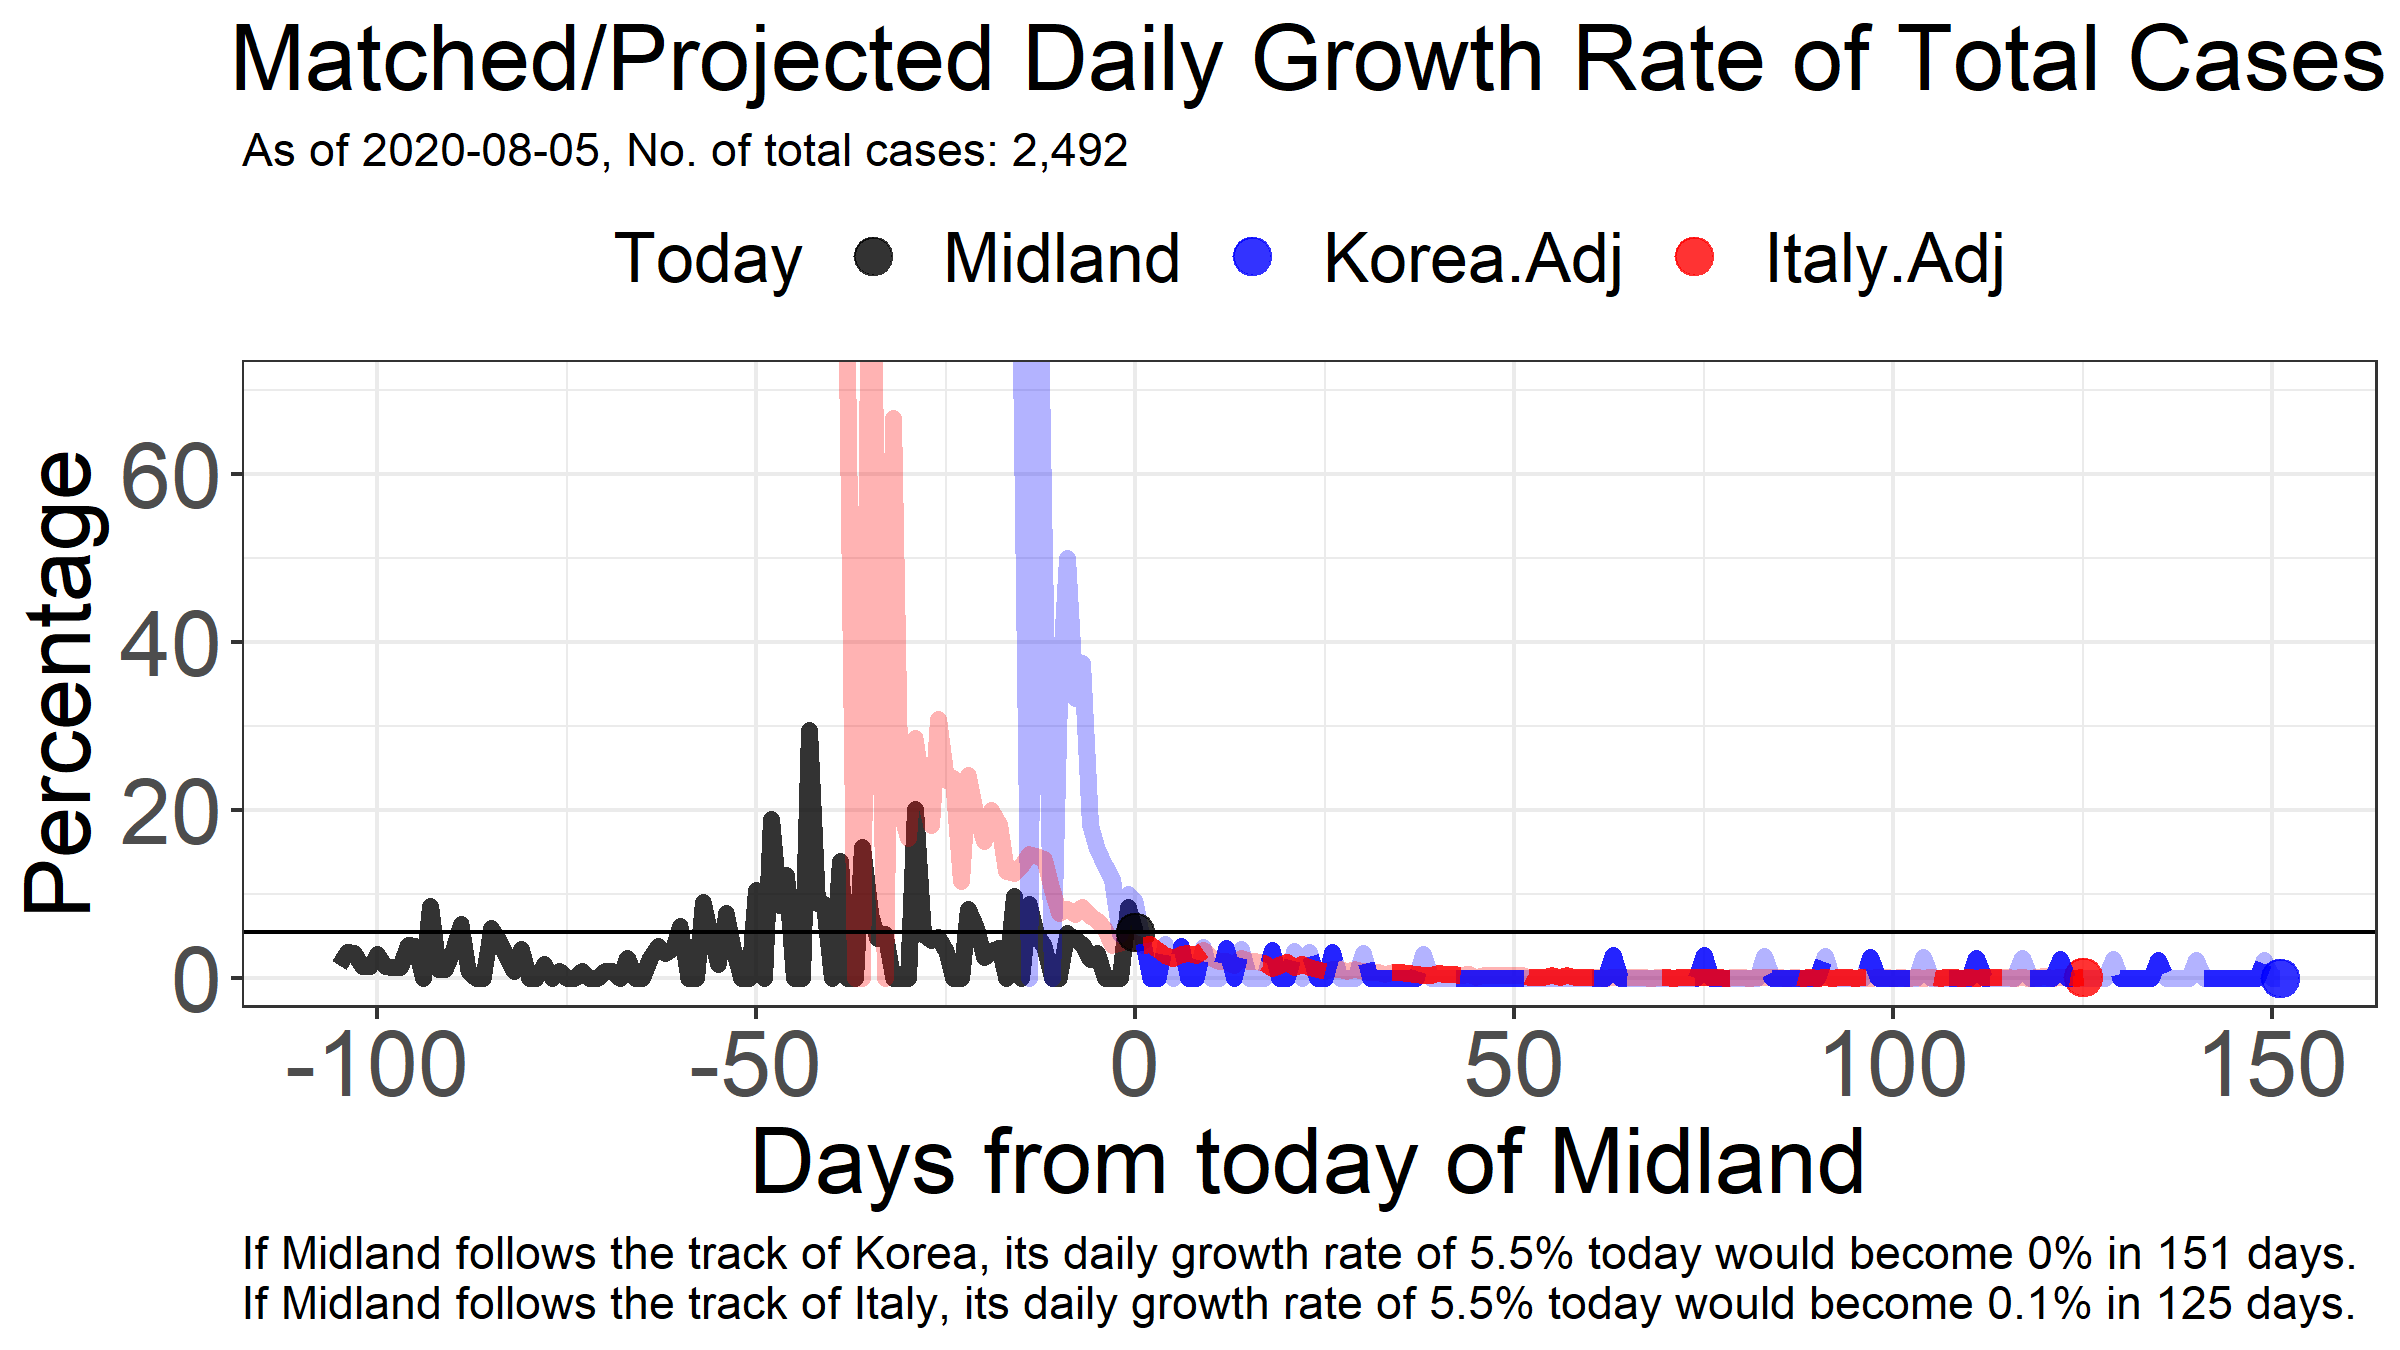 Matched/Projected Daily Growth Rate of Total Cases
As of 2020-08-05, No. of total cases: 2,492
Today Midland Korea.Adj Italy.Adj
Percentage
60
40
20
0
-100 -50 0 50 100 150
Days from today of Midland
If Midland follows the track of Korea, its daily growth rate of 5.5% today would become 0% in 151 days.
If Midland follows the track of Italy, its daily growth rate of 5.5% today would become 0.1% in 125 days.